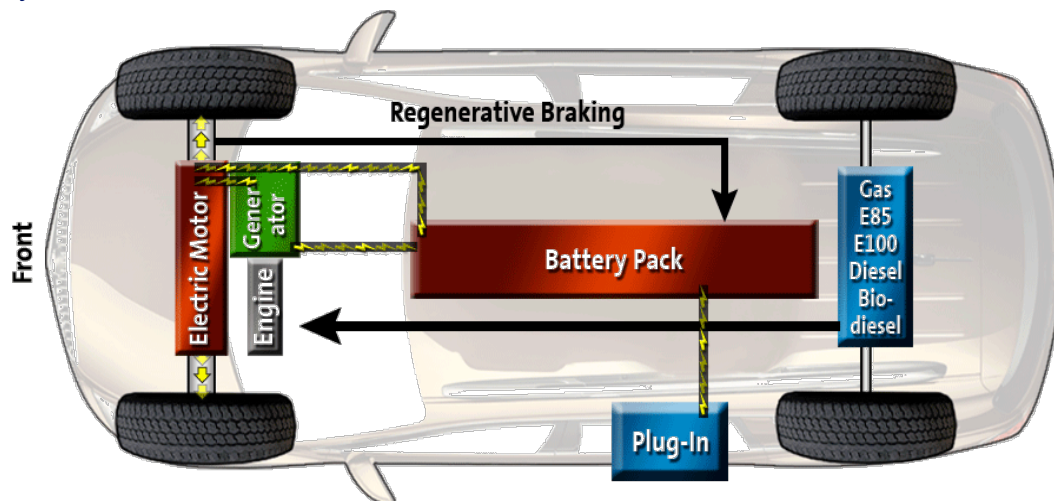 Regenerative Braking
Front
Electric Motor
Gener
ator
Engine
Battery Pack
Gas
E85
E100
Diesel
Bio-
diesel
Plug-In